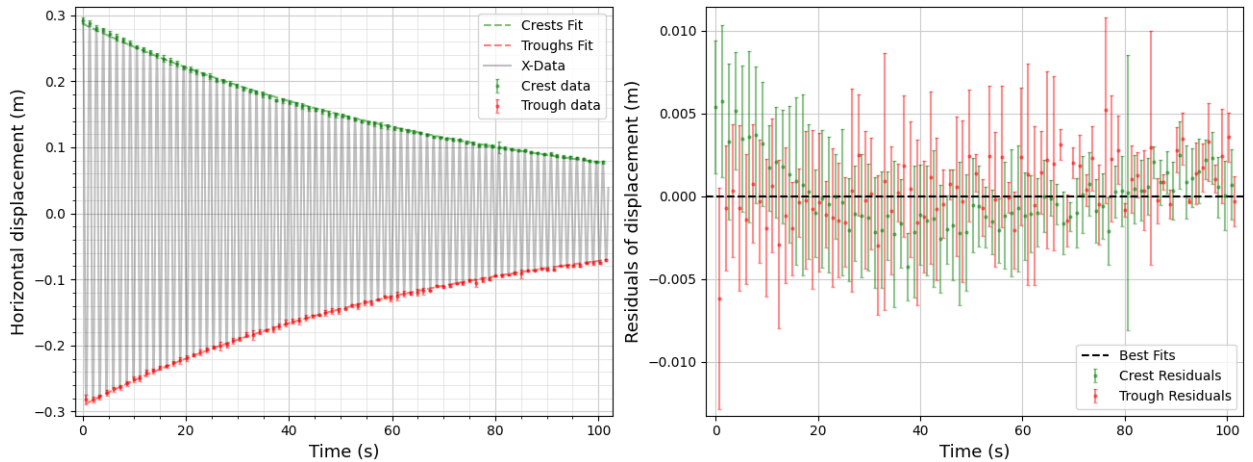 Horizontal displacement (m)
0.3
0.2
0.1
0.0
−0.1
−0.2
−0.3
0
20
40
60
80
100
Time (s)
Crests Fit
Troughs Fit
X-Data
Crest data
Trough data
Residuals of displacement (m)
0.010
0.005
0.000
−0.005
−0.010
0
20
40
60
80
100
Time (s)
Best Fits
Crest Residuals
Trough Residuals